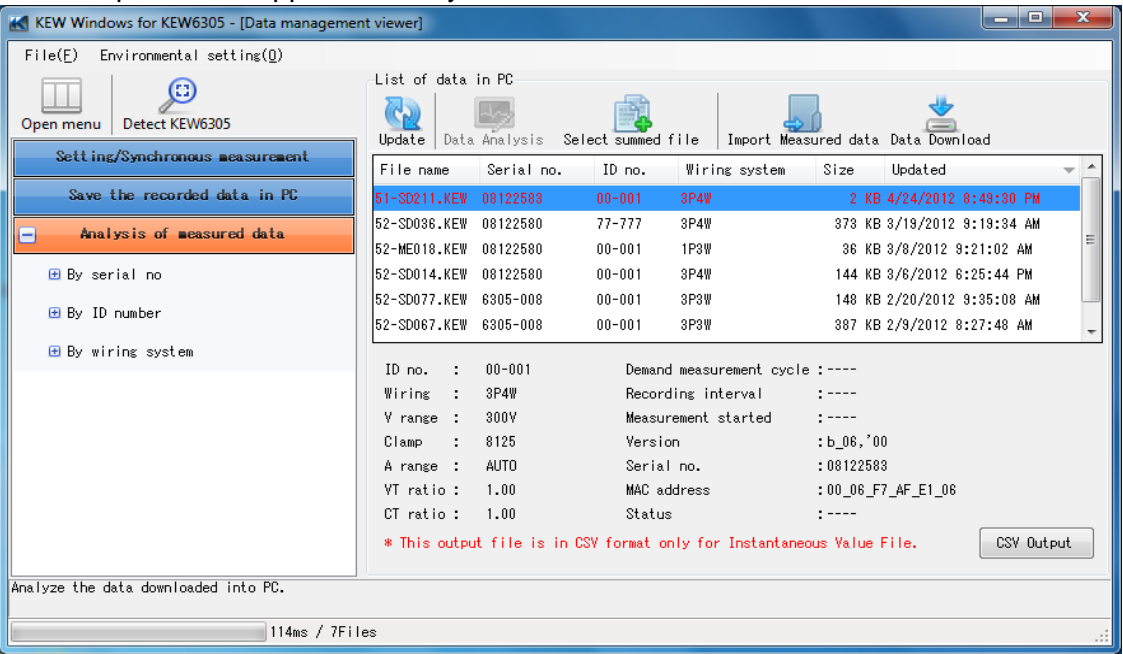 KEW Windows for KEW6305 - [Data management viewer]
File(F) Environmental setting(O)
Open menu Detect KEW6305
Setting/Synchronous measurement
Save the recorded data in PC
Analysis of measured data
By serial no
By ID number
By wiring system
List of data in PC
Update Data Analysis Select summed file Import Measured data Data Download
File name Serial no. ID no. Wiring system Size Updated
51-SD211.KEW 08122583 00-001 3P4W 2 KB 4/24/2012 8:49:30 PM
52-SD036.KEW 08122580 77-777 3P4W 373 KB 3/19/2012 9:19:34 AM
52-ME018.KEW 08122580 00-001 1P3W 36 KB 3/8/2012 9:21:02 AM
52-SD014.KEW 08122580 00-001 3P4W 144 KB 3/6/2012 6:25:44 PM
52-SD077.KEW 6305-008 00-001 3P3W 148 KB 2/20/2012 9:35:08 AM
52-SD067.KEW 6305-008 00-001 3P3W 387 KB 2/9/2012 8:27:48 AM
ID no. : 00-001 Demand measurement cycle :----
Wiring : 3P4W Recording interval :----
V range : 300V Measurement started :----
Clamp : 8125 Version :b_06,'00
A range : AUTO Serial no. :08122583
VT ratio : 1.00 MAC address :00_06_F7_AF_E1_06
CT ratio : 1.00 Status :----
* This output file is in CSV format only for Instantaneous Value File. CSV Output
Analyze the data downloaded into PC.
114ms / 7Files